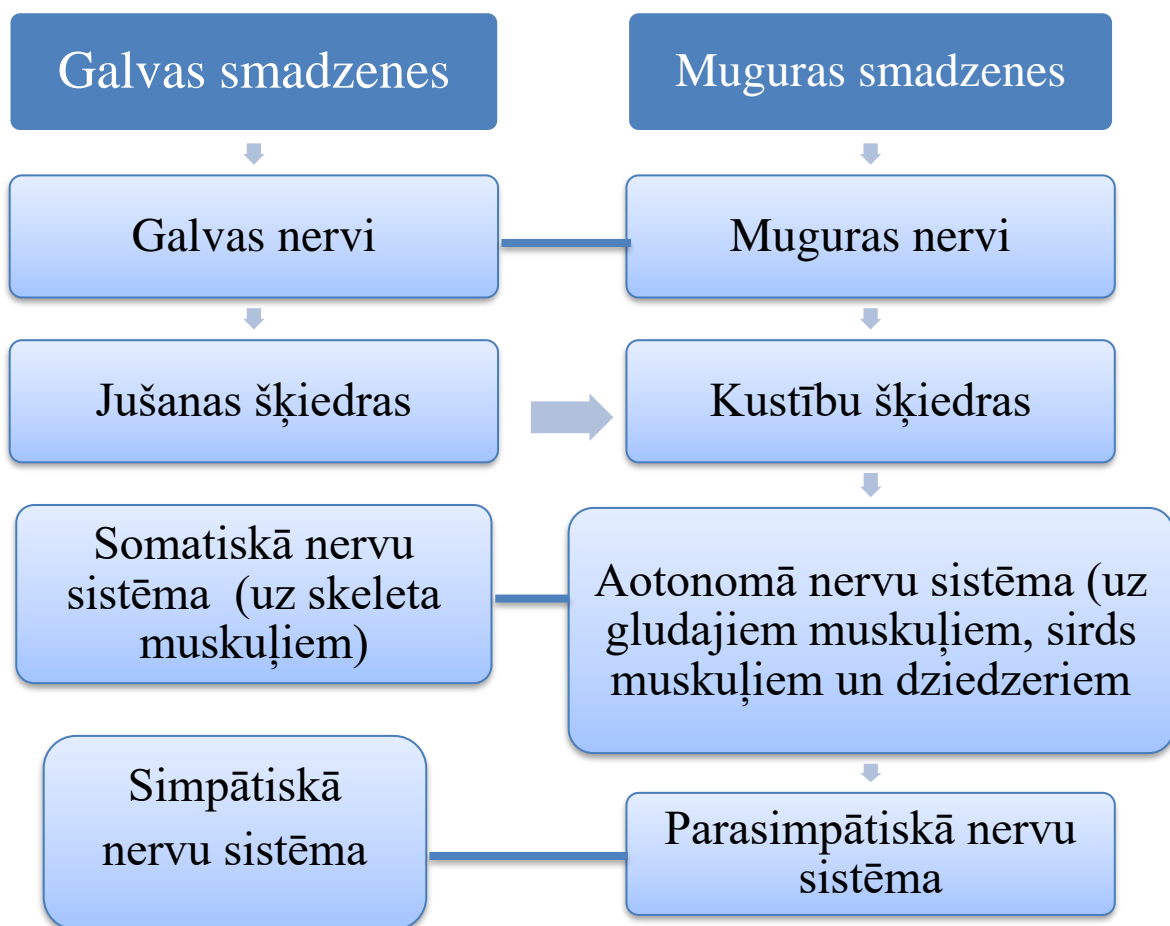 Galvas smadzenes
Muguras smadzenes
Galvas nervi
Muguras nervi
Jušanas šķiedras
Kustību šķiedras
Somatiskā nervu
sistēma (uz skeleta
muskuļiem)
Aotonomā nervu sistēma (uz
gludajiem muskuļiem, sirds
muskuļiem un dziedzeriem
Simpātiskā
nervu sistēma
Parasimpātiskā nervu
sistēma